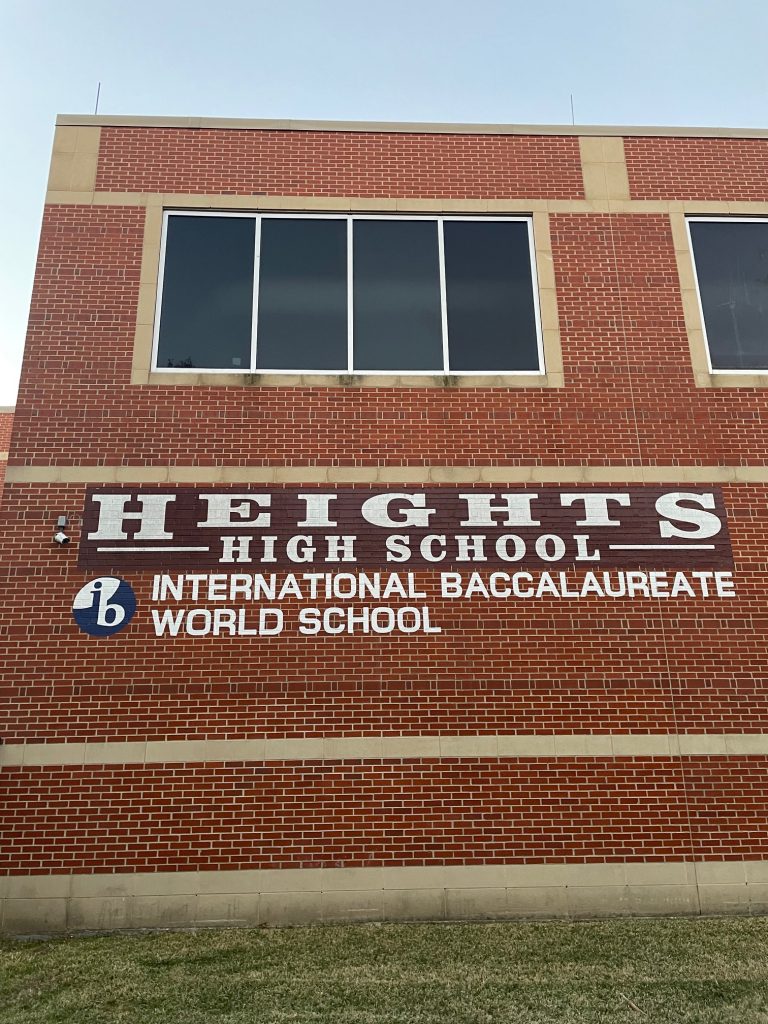 HEIGHTS
HIGH SCHOOL
ib INTERNATIONAL BACCALAUREATE
WORLD SCHOOL